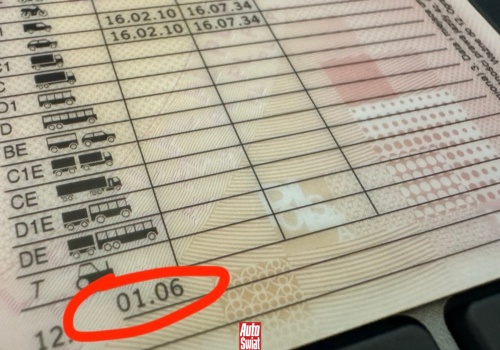 16.02.10 16.07.34
C1 16.02.10 16.07.34
C
D1
D
BE
C1E
CE
D1E
DE
T
12. 01.06
Auto
Świat